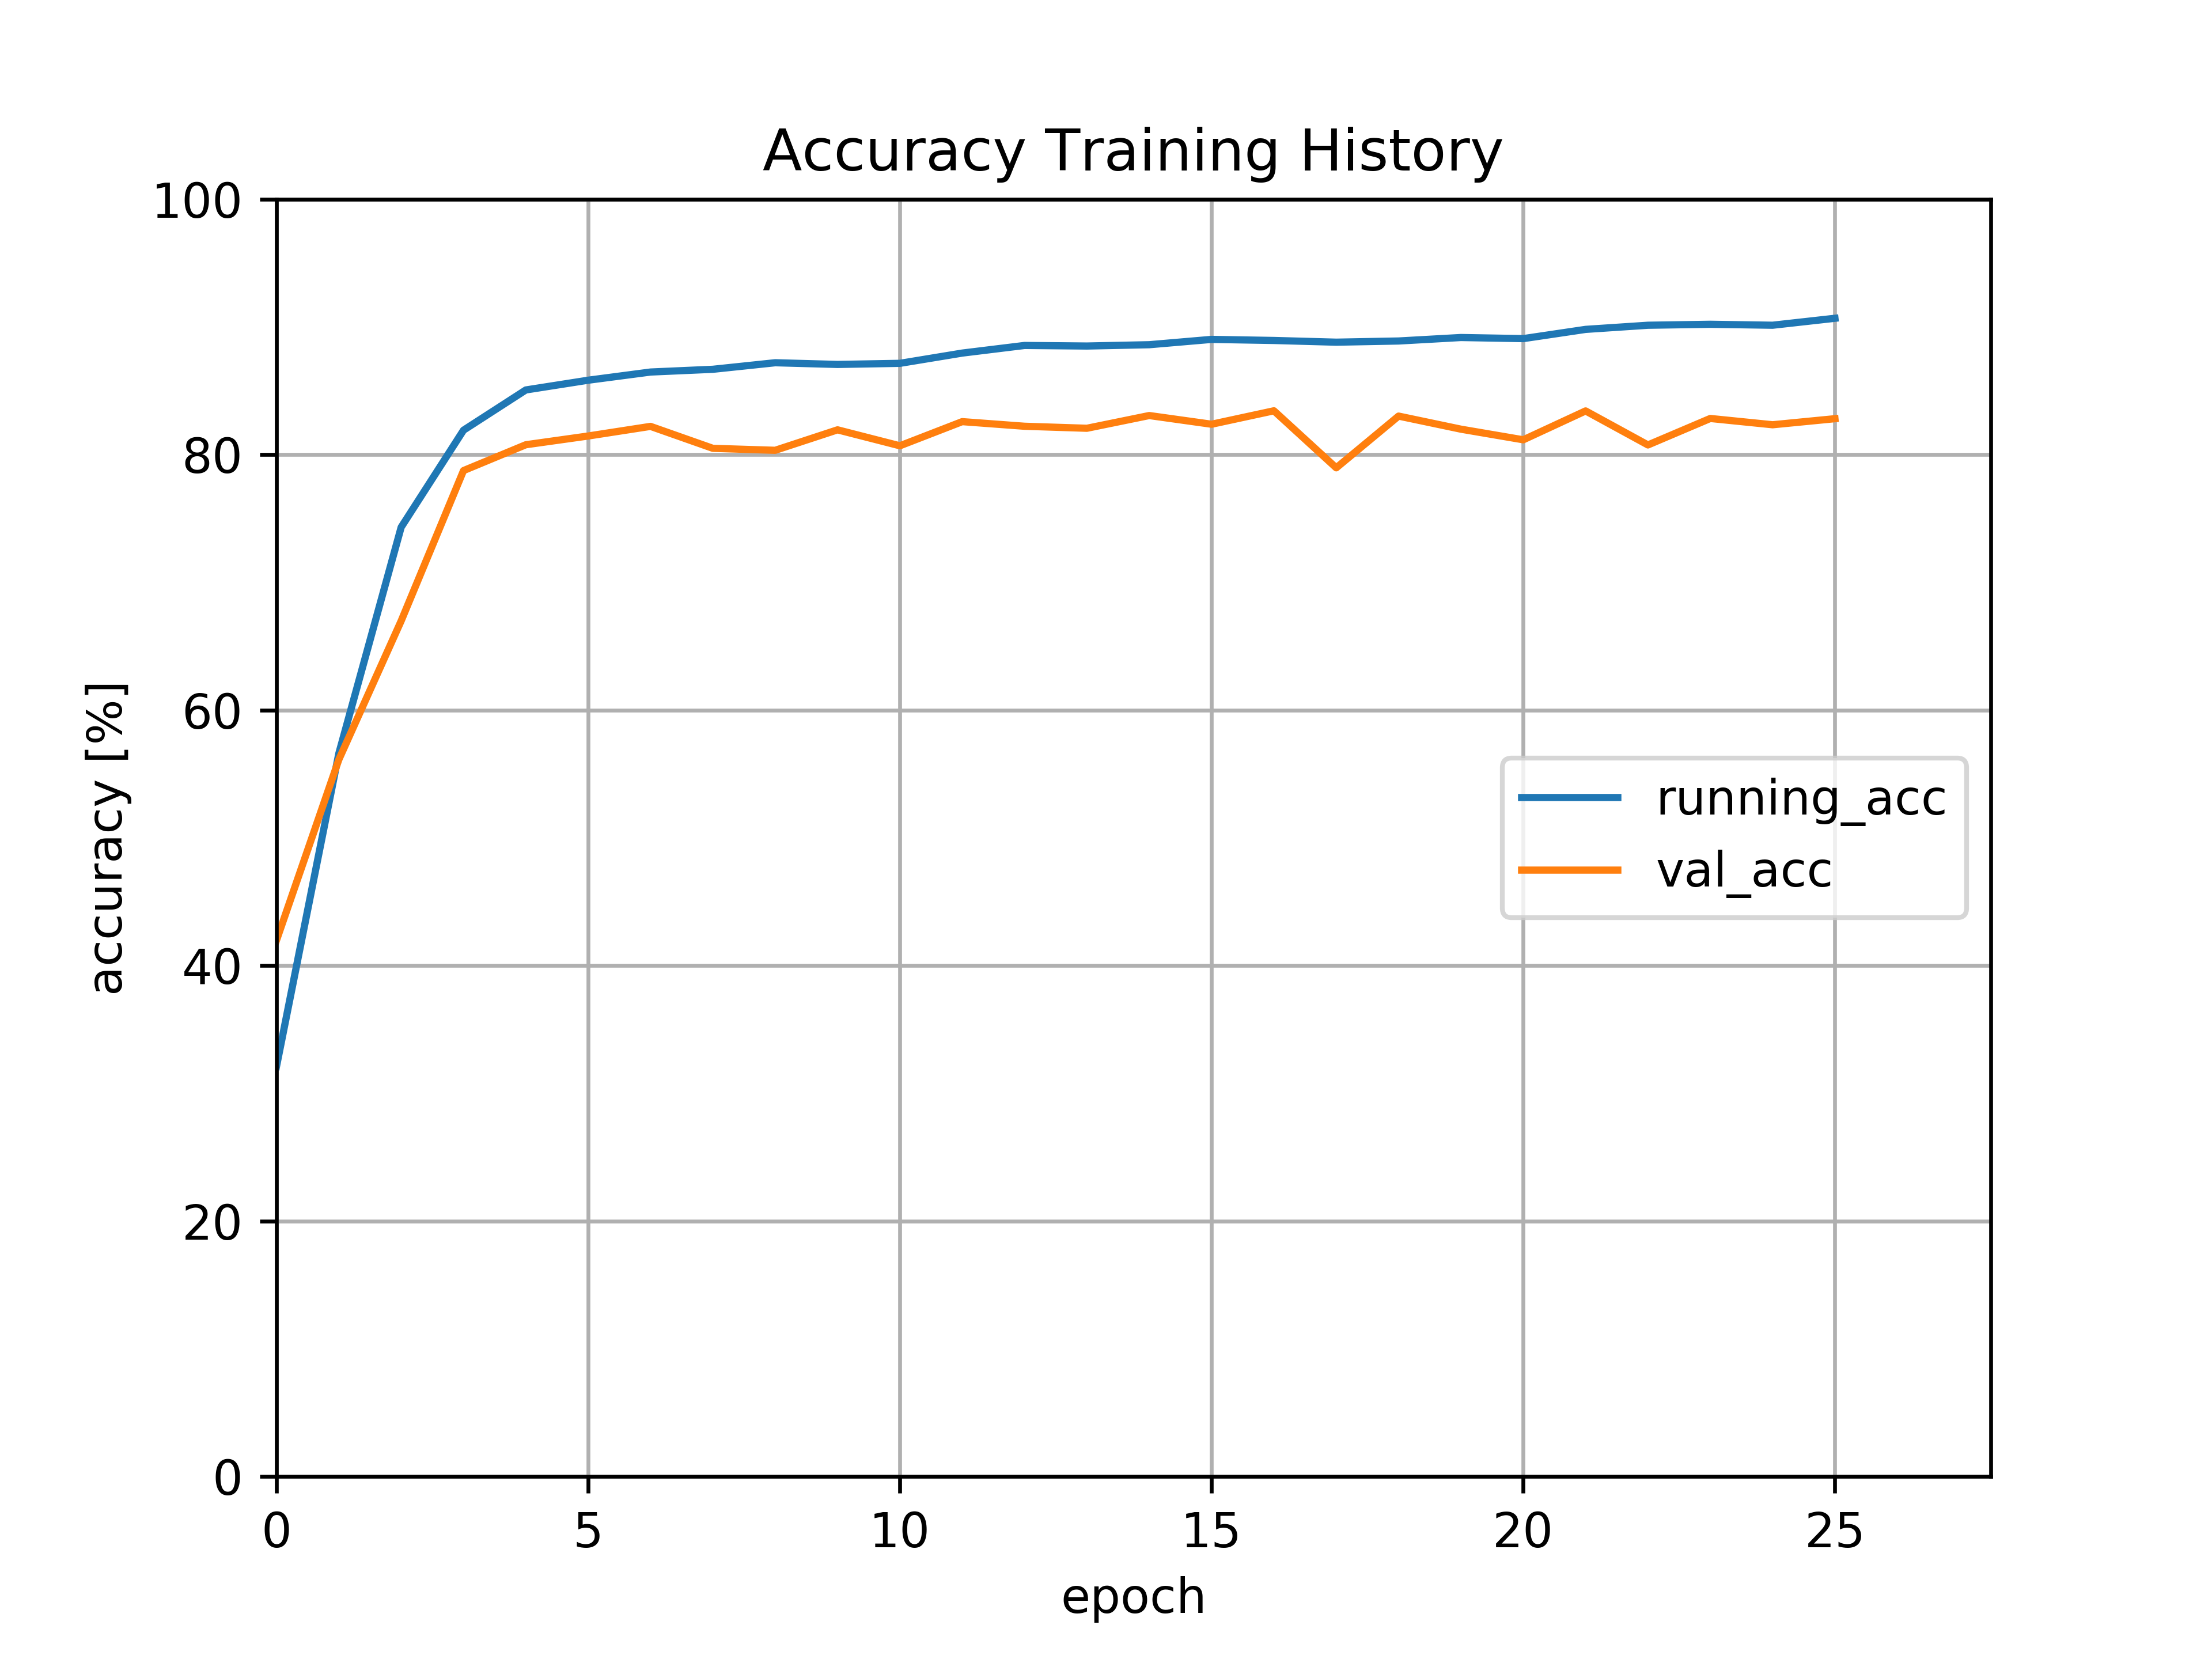 Accuracy Training History
100
80
60
40
20
0
accuracy [%]
running_acc
val_acc
0 5 10 15 20 25
epoch